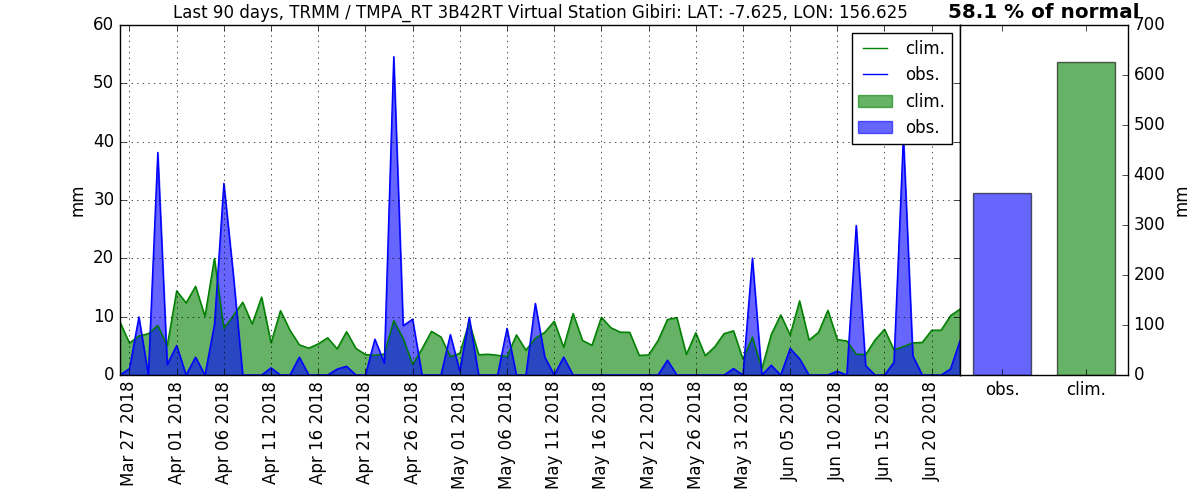 Last 90 days, TRMM / TMPA_RT 3B42RT Virtual Station Gibiri: LAT: -7.625, LON: 156.625
58.1 % of normal
60
50
40
30
20
10
0
mm
clim.
obs.
clim.
obs.
700
600
500
400
300
200
100
0
mm
Mar 27 2018
Apr 01 2018
Apr 06 2018
Apr 11 2018
Apr 16 2018
Apr 21 2018
Apr 26 2018
May 01 2018
May 06 2018
May 11 2018
May 16 2018
May 21 2018
May 26 2018
May 31 2018
Jun 05 2018
Jun 10 2018
Jun 15 2018
Jun 20 2018
obs.
clim.